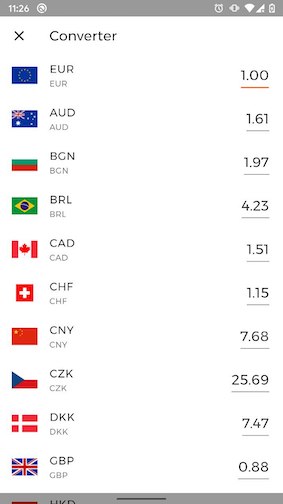 11:26
Converter
EUR
EUR
1.00
AUD
AUD
1.61
BGN
BGN
1.97
BRL
BRL
4.23
CAD
CAD
1.51
CHF
CHF
1.15
CNY
CNY
7.68
CZK
CZK
25.69
DKK
DKK
7.47
GBP
GBP
0.88
HKD